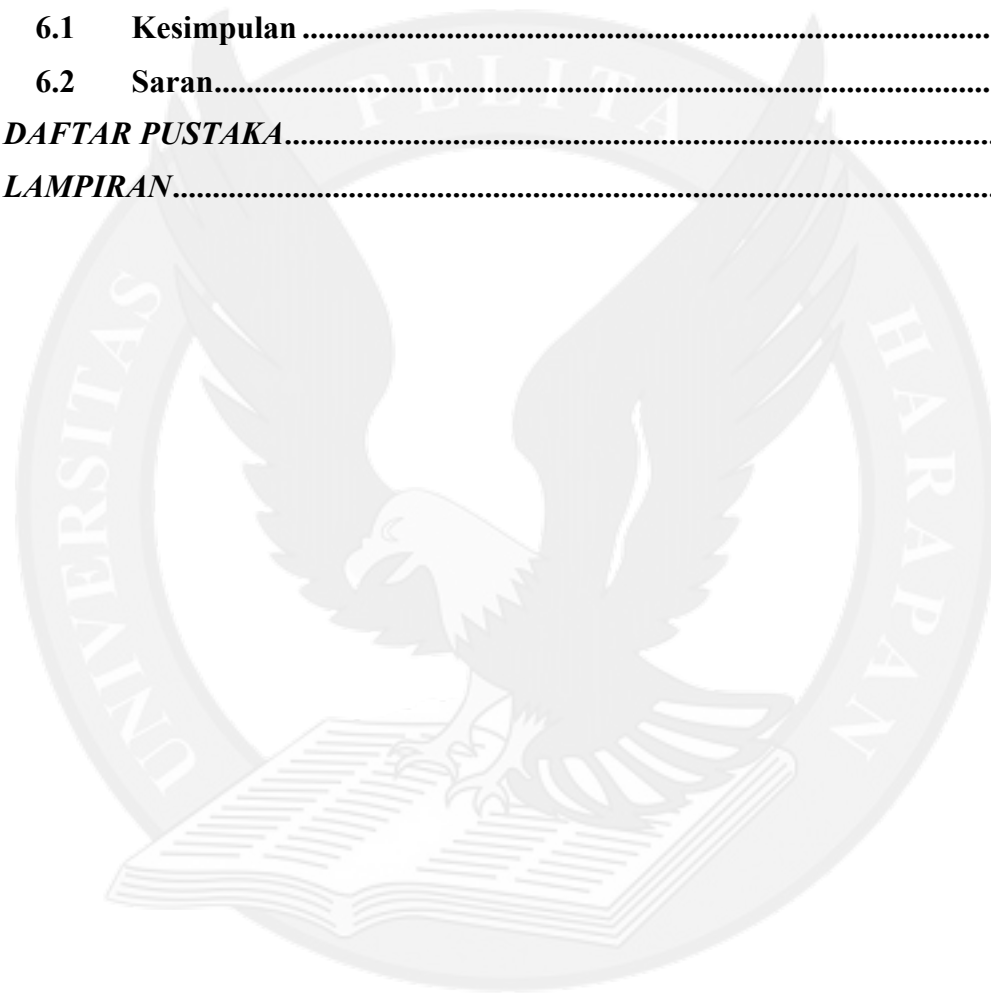 6.1 Kesimpulan ........................................................................................
6.2 Saran....................................................................................................
DAFTAR PUSTAKA...........................................................................................
LAMPIRAN.........................................................................................................
UNIVERSITAS PELITA HARAPAN